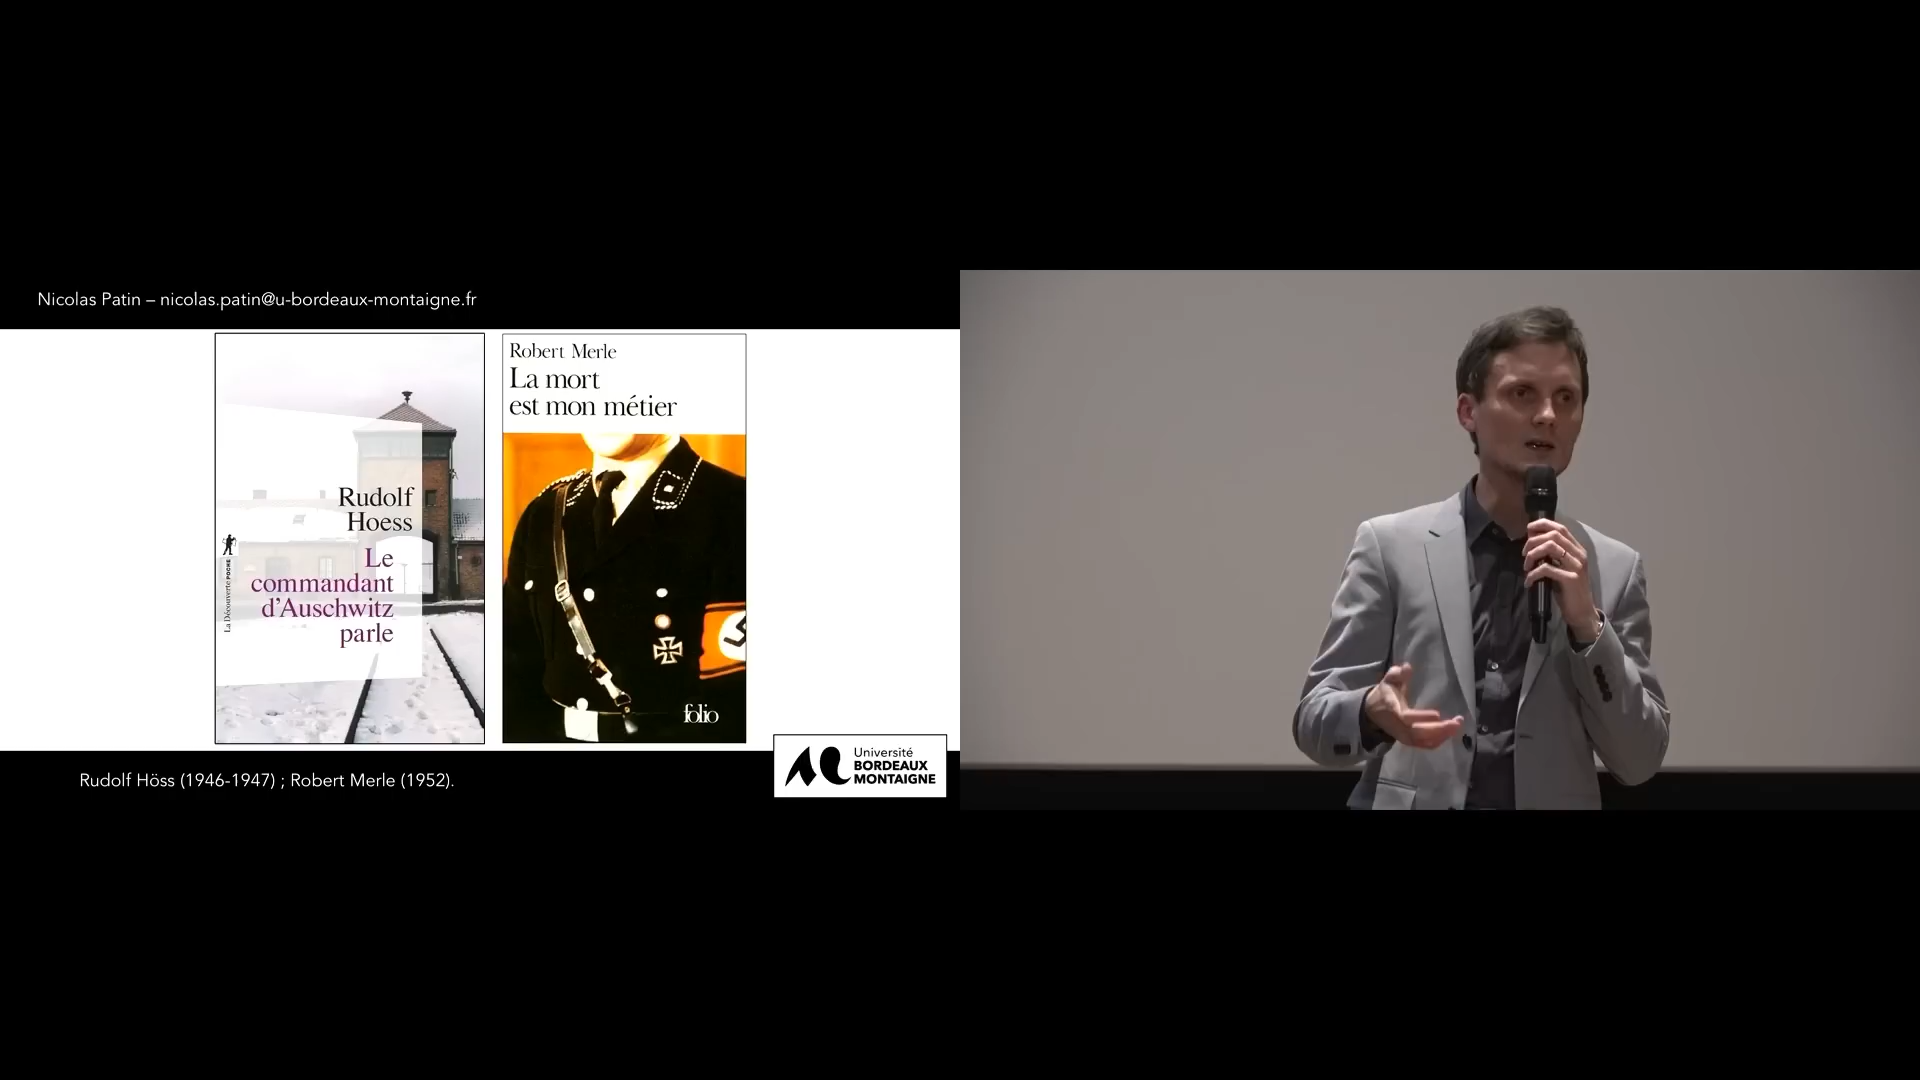 Nicolas Patin – nicolas.patin@u-bordeaux-montaigne.fr
Rudolf
Hoess
Le
commandant
d'Auschwitz
parle
La Découverte POCHE
Robert Merle
La mort
est mon métier
folio
Rudolf Höss (1946-1947) ; Robert Merle (1952).
Université
BORDEAUX
MONTAIGNE